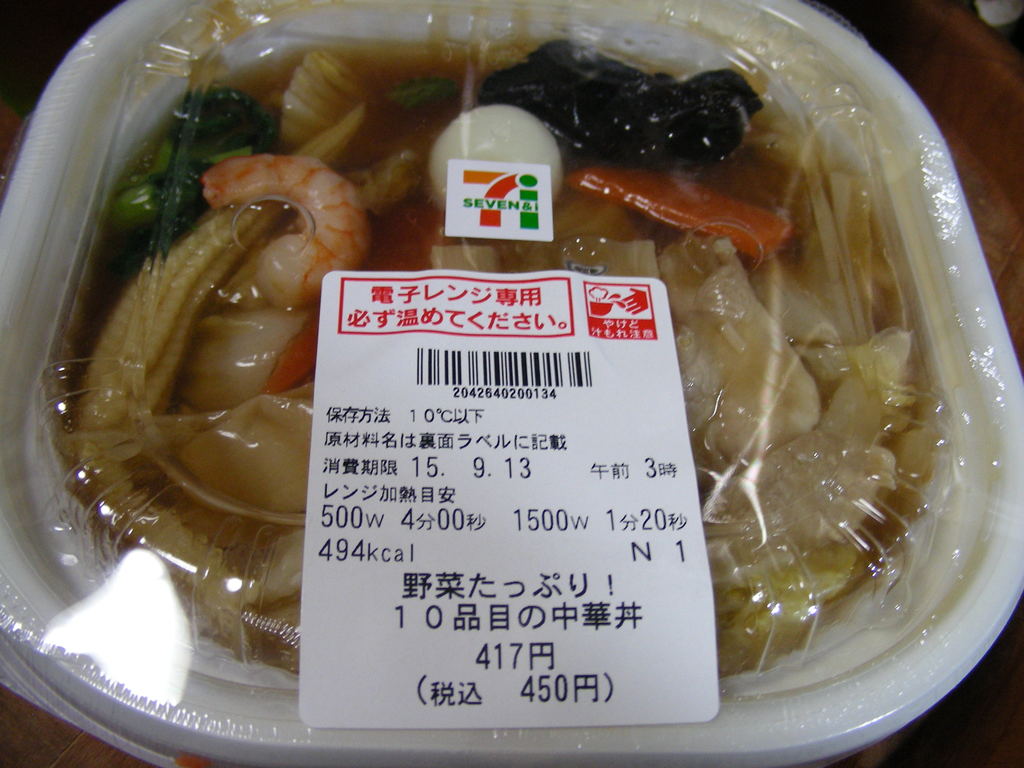 SEVEN&i
電子レンジ専用
必ず温めてください。
やけど
汁もれ注意
2042640200134
保存方法 10℃以下
原材料名は裏面ラベルに記載
消費期限 15. 9.13 午前 3時
レンジ加熱目安
500W 4分00秒 1500W 1分20秒
494kcal N 1
野菜たっぷり!
10品目の中華丼
417円
(税込 450円)